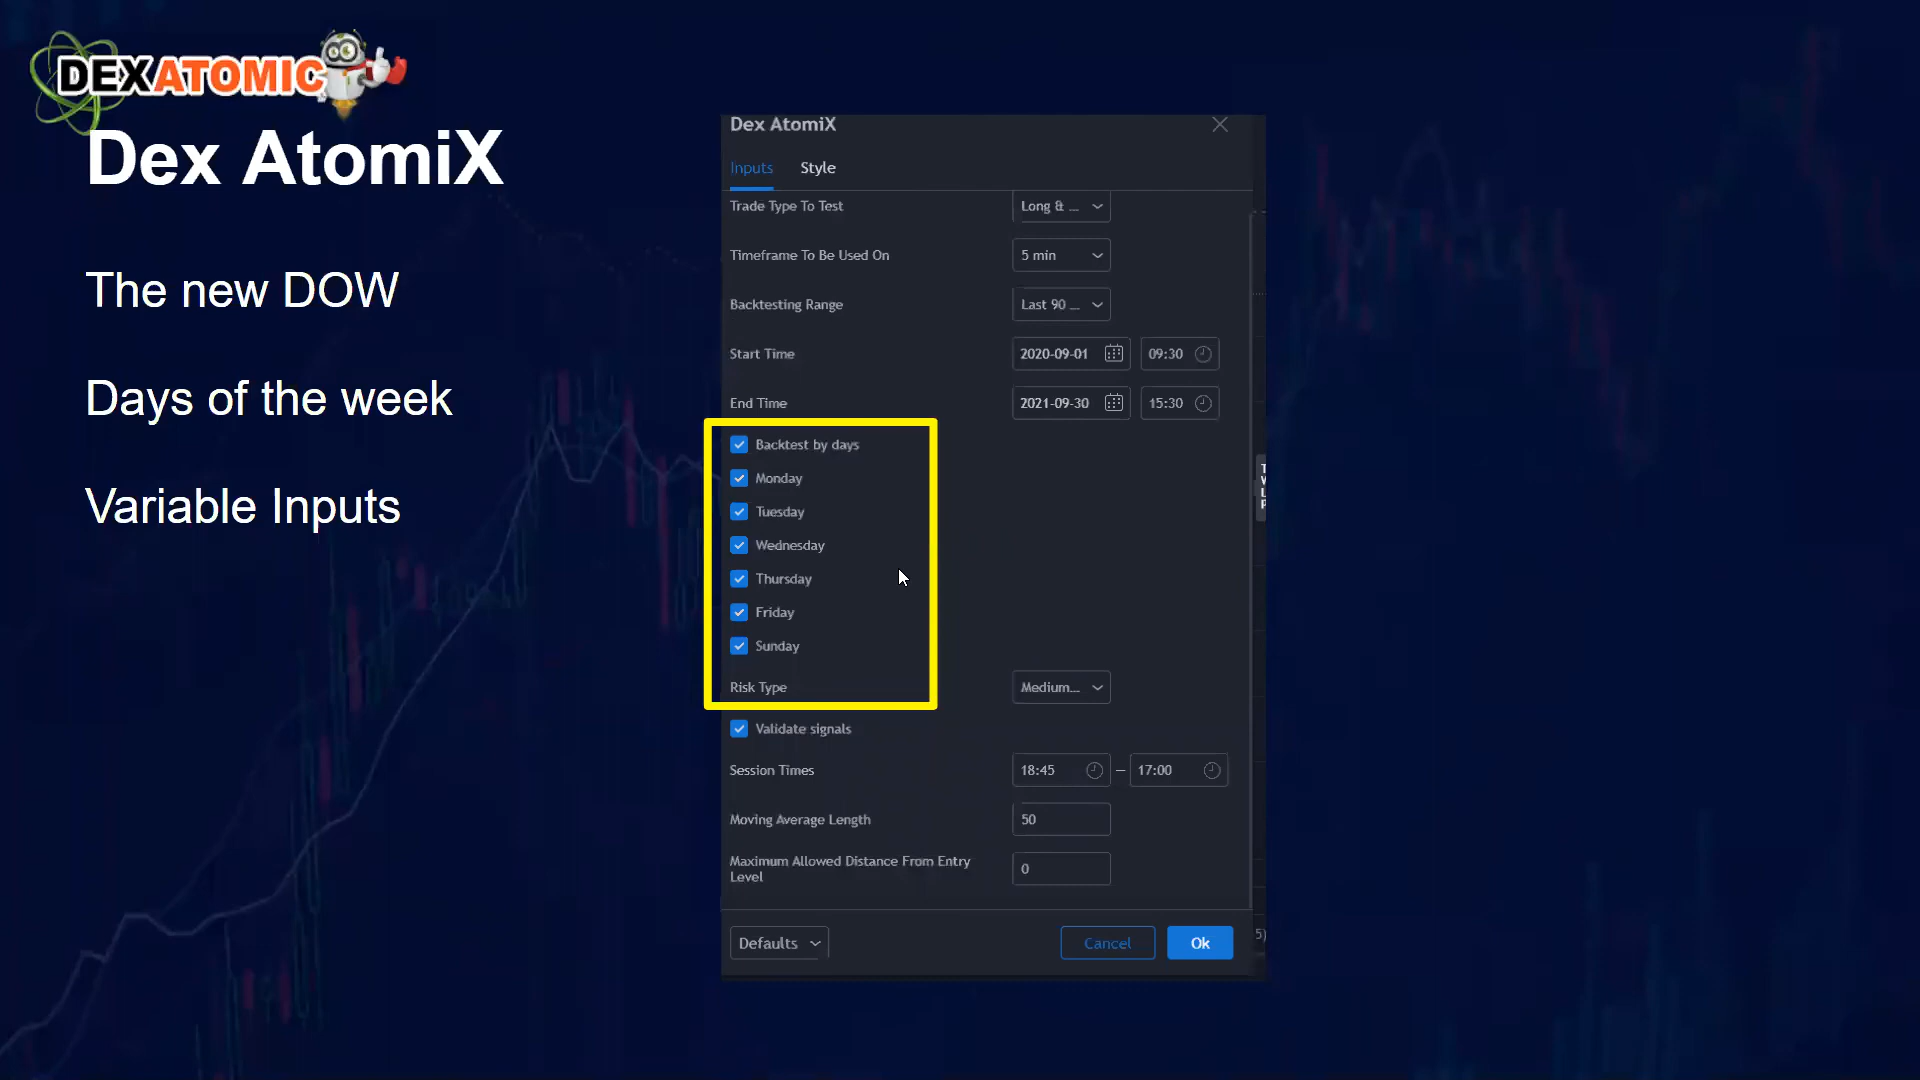 DEXATOMIC
Dex AtomiX
The new DOW
Days of the week
Variable Inputs
Dex AtomiX
Inputs Style
Trade Type To Test Long & ...
Timeframe To Be Used On 5 min
Backtesting Range Last 90 ...
Start Time 2020-09-01 09:30
End Time 2021-09-30 15:30
Backtest by days
Monday
Tuesday
Wednesday
Thursday
Friday
Sunday
Risk Type Medium...
Validate signals
Session Times 18:45 – 17:00
Moving Average Length 50
Maximum Allowed Distance From Entry
Level 0
Defaults Cancel Ok
5)